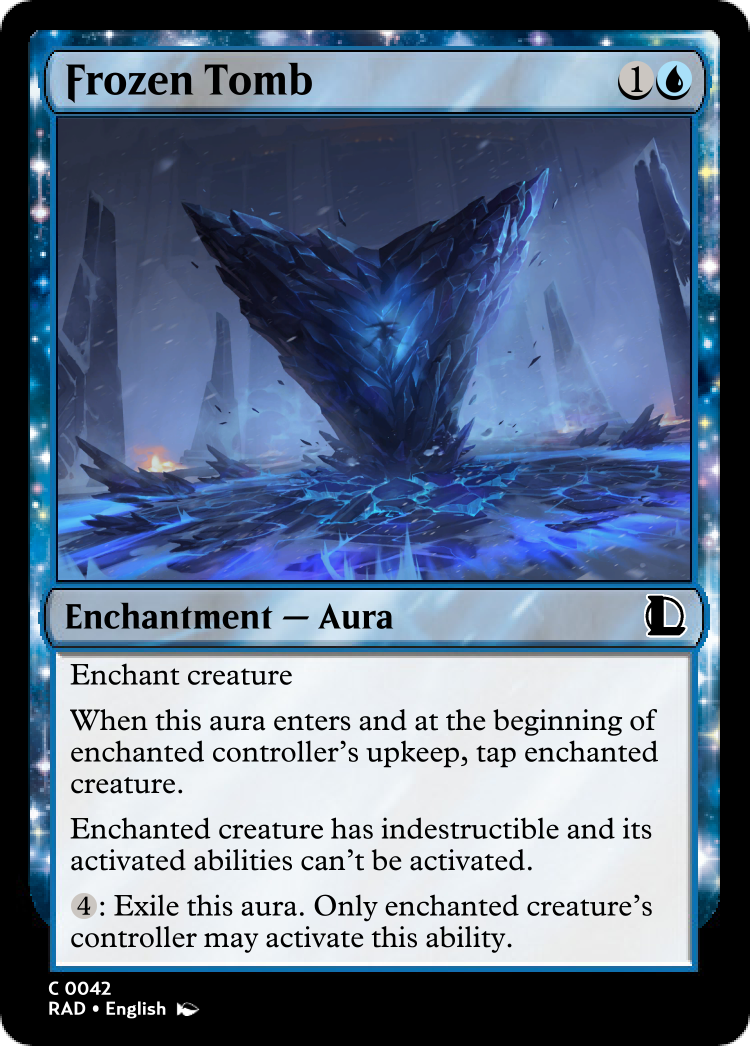 Frozen Tomb 1
Enchantment — Aura
Enchant creature
When this aura enters and at the beginning of
enchanted controller's upkeep, tap enchanted
creature.
Enchanted creature has indestructible and its
activated abilities can't be activated.
4: Exile this aura. Only enchanted creature's
controller may activate this ability.
C 0042
RAD • English